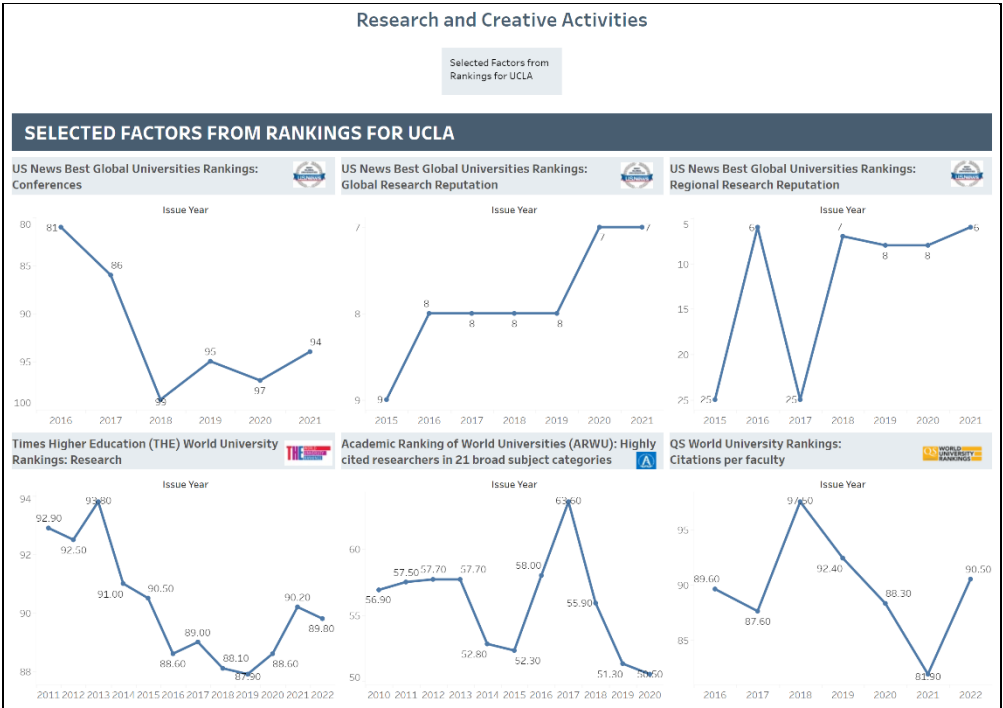 Research and Creative Activities
Selected Factors from
Rankings for UCLA
SELECTED FACTORS FROM RANKINGS FOR UCLA
US News Best Global Universities Rankings:
Conferences
Issue Year
80
85
90
95
100
81
86
99
95
97
94
2016 2017 2018 2019 2020 2021
US News Best Global Universities Rankings:
Global Research Reputation
Issue Year
7
8
9
9
8
8
8
8
7
7
2015 2016 2017 2018 2019 2020 2021
US News Best Global Universities Rankings:
Regional Research Reputation
Issue Year
5
10
15
20
25
25
6
25
7
8
8
6
2015 2016 2017 2018 2019 2020 2021
Times Higher Education (THE) World University
Rankings: Research
THE
Issue Year
94
92
90
88
92.90
92.50
93.80
91.00
90.50
88.60
89.00
88.10
87.90
88.60
90.20
89.80
2011 2012 2013 2014 2015 2016 2017 2018 2019 2020 2021 2022
Academic Ranking of World Universities (ARWU): Highly
cited researchers in 21 broad subject categories
Issue Year
60
55
50
56.90
57.50
57.70
57.70
52.80
52.30
58.00
63.60
55.90
51.30
2010 2011 2012 2013 2014 2015 2016 2017 2018 2019 2020
QS World University Rankings:
Citations per faculty
QS WORLD
UNIVERSITY
RANKINGS
Issue Year
95
90
85
89.60
87.60
97.50
92.40
88.30
81.90
90.50
2016 2017 2018 2019 2020 2021 2022